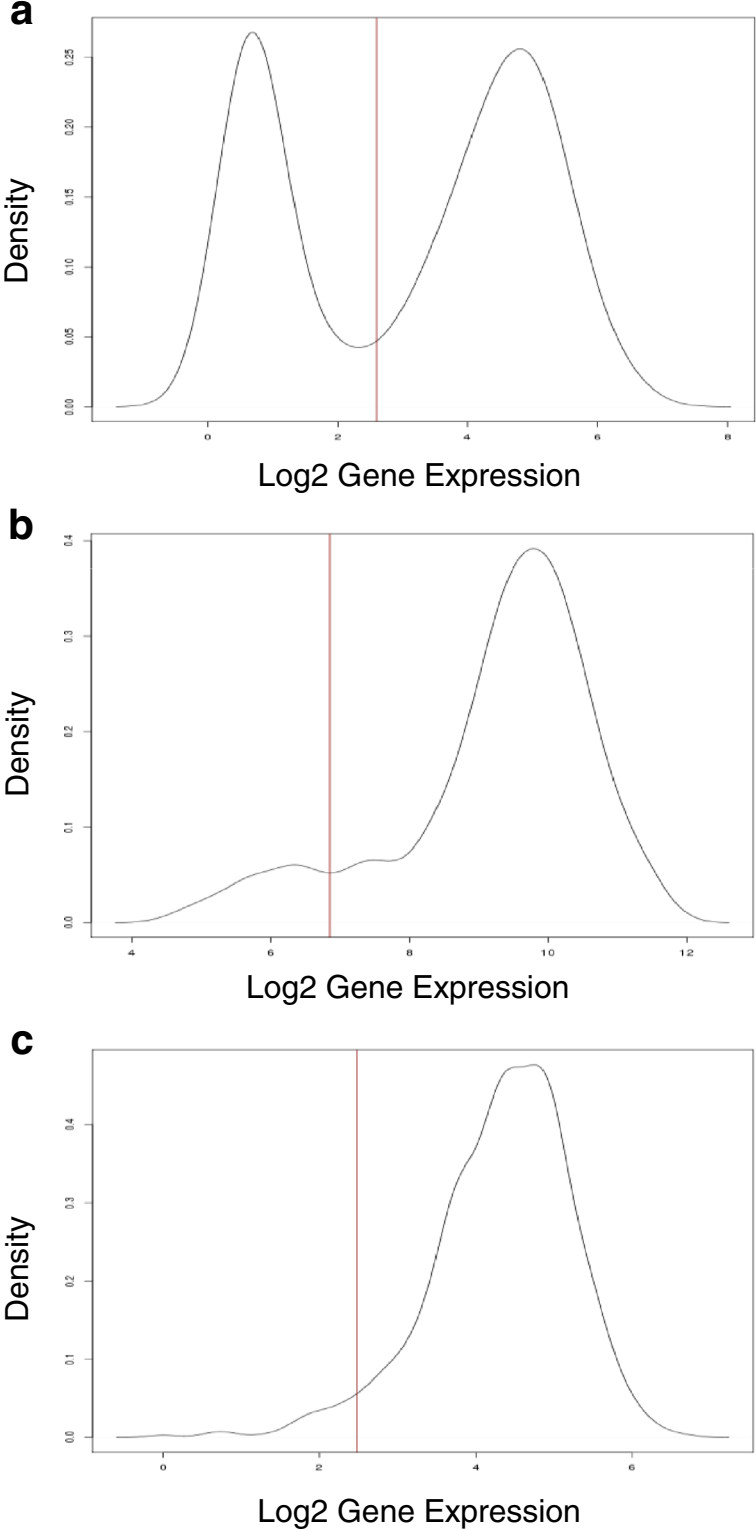 a
Density
0.00 0.05 0.10 0.15 0.20 0.25
0 2 4 6 8
Log2 Gene Expression
b
Density
0.0 0.1 0.2 0.3 0.4
4 6 8 10 12
Log2 Gene Expression
c
Density
0.0 0.1 0.2 0.3 0.4
0 2 4 6
Log2 Gene Expression